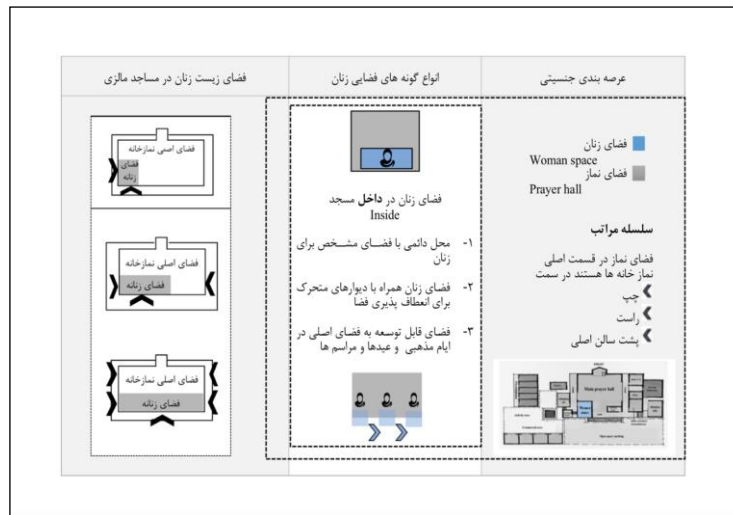 عرصه بندی جنسیتی
انواع گونه های فضایی زنان
فضای زیست زنان در مساجد مالزی
فضای زنان
Woman space
فضای نماز
Prayer hall
سلسله مراتب
فضای نماز در قسمت اصلی
نماز خانه ها هستند در سمت
چپ
راست
پشت سالن اصلی
Main prayer hall
فضای زنان در داخل مسجد
Inside
۱- محل دائمی با فضای مشخص برای
زنان
۲- فضای زنان همراه با دیوارهای متحرک
برای انعطاف پذیری فضا
۳- فضای قابل توسعه به فضای اصلی در
ایام مذهبی و عیدها و مراسم ها
فضای اصلی نمازخانه
فضای
زنانه
فضای اصلی نمازخانه
فضای زنانه
فضای اصلی نمازخانه
فضای زنانه